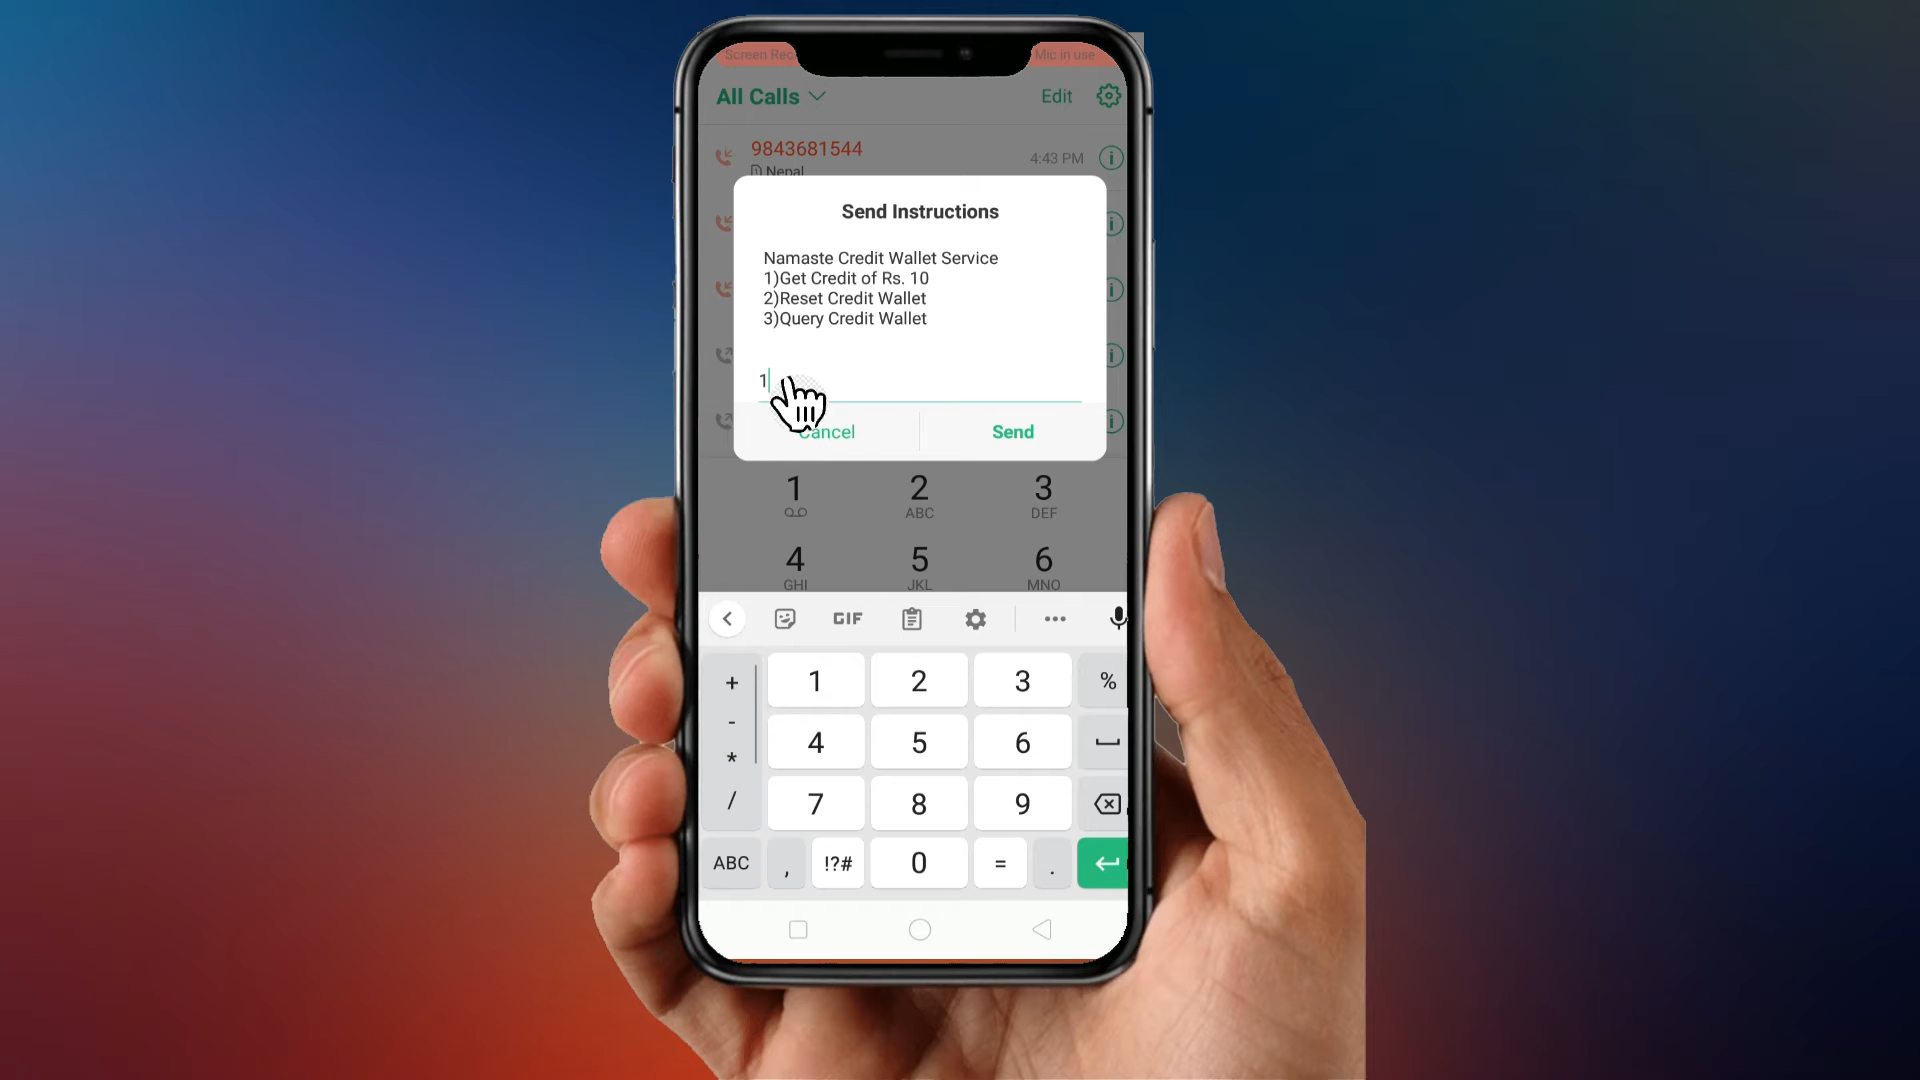 Screen Rec
Mic in use
All Calls
Edit
9843681544
4:43 PM
Nepal
Send Instructions
Namaste Credit Wallet Service
1)Get Credit of Rs. 10
2)Reset Credit Wallet
3)Query Credit Wallet
1
Cancel
Send
1 2 3
ABC DEF
4 5 6
GHI JKL MNO
GIF
+ 1 2 3 %
-
4 5 6
*
/ 7 8 9
ABC , !?# 0 = .